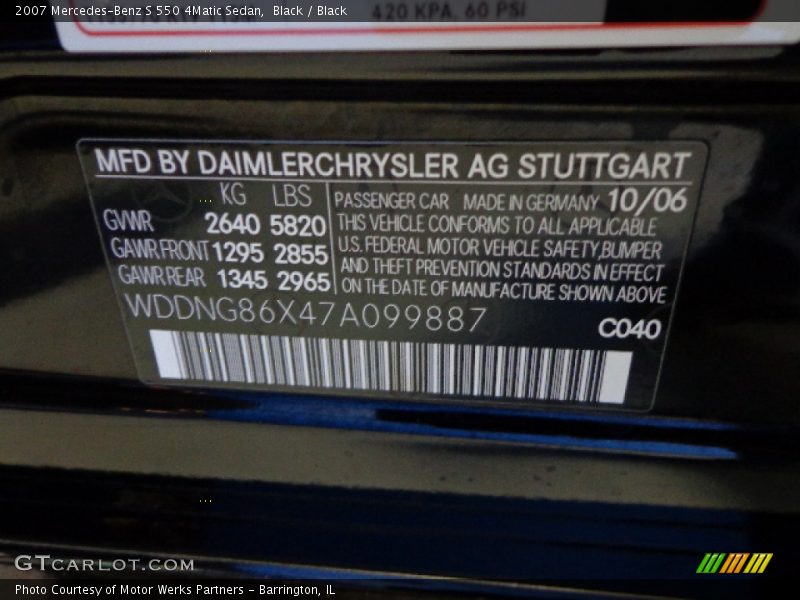 2007 Mercedes-Benz S 550 4Matic Sedan, Black / Black
420 KPA, 60 PSI
MFD BY DAIMLERCHRYSLER AG STUTTGART
KG LBS
GVWR 2640 5820
GAWR FRONT 1295 2855
GAWR REAR 1345 2965
PASSENGER CAR MADE IN GERMANY 10/06
THIS VEHICLE CONFORMS TO ALL APPLICABLE
U.S. FEDERAL MOTOR VEHICLE SAFETY,BUMPER
AND THEFT PREVENTION STANDARDS IN EFFECT
ON THE DATE OF MANUFACTURE SHOWN ABOVE
WDDNG86X47A099887
C040
GTCARLOT.COM
Photo Courtesy of Motor Werks Partners - Barrington, IL